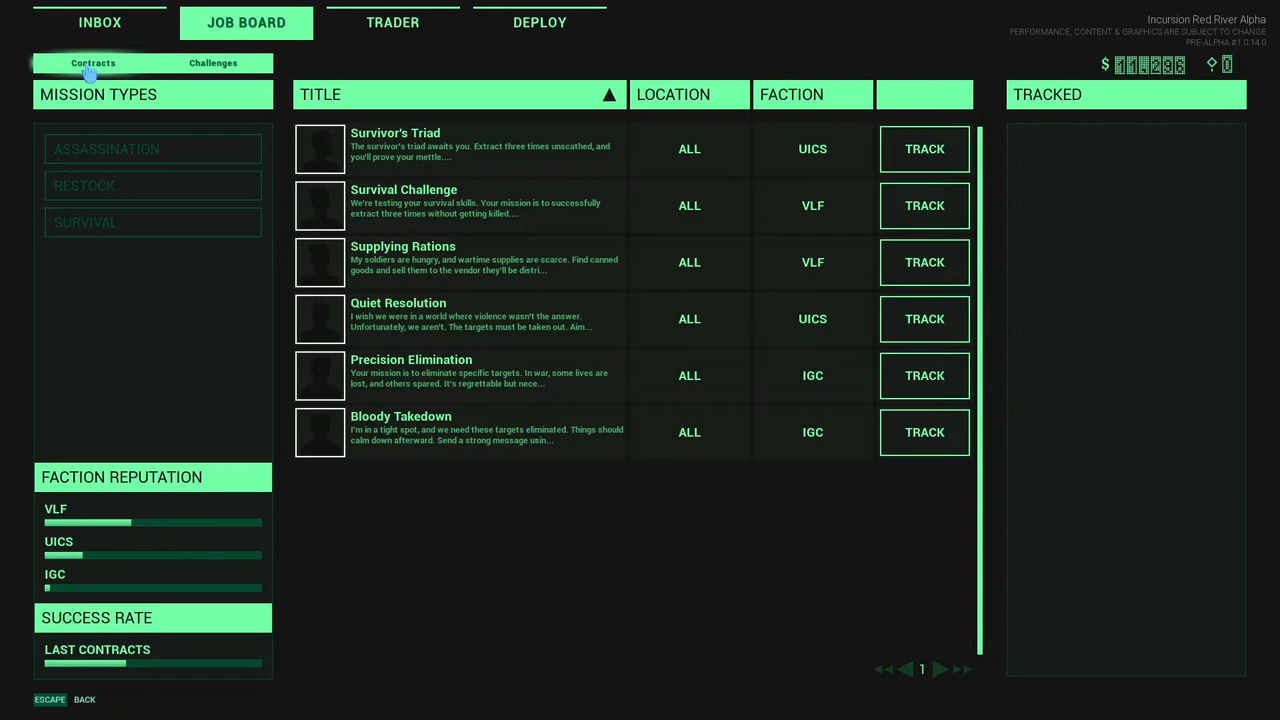 INBOX
JOB BOARD
TRADER
DEPLOY
Incursion Red River Alpha
PERFORMANCE, CONTENT & GRAPHICS ARE SUBJECT TO CHANGE
PRE-ALPHA #1.0.14.0
Contracts
Challenges
$
MISSION TYPES
TITLE
LOCATION
FACTION
TRACKED
ASSASSINATION
RESTOCK
SURVIVAL
Survivor's Triad
The survivor's triad awaits you. Extract three times unscathed, and
you'll prove your mettle....
ALL
UICS
TRACK
Survival Challenge
We're testing your survival skills. Your mission is to successfully
extract three times without getting killed....
ALL
VLF
TRACK
Supplying Rations
My soldiers are hungry, and wartime supplies are scarce. Find canned
goods and sell them to the vendor they'll be distri...
ALL
VLF
TRACK
Quiet Resolution
I wish we were in a world where violence wasn't the answer.
Unfortunately, we aren't. The targets must be taken out. Aim...
ALL
UICS
TRACK
Precision Elimination
Your mission is to eliminate specific targets. In war, some lives are
lost, and others spared. It's regrettable but nece...
ALL
IGC
TRACK
Bloody Takedown
I'm in a tight spot, and we need these targets eliminated. Things should
calm down afterward. Send a strong message usin...
ALL
IGC
TRACK
FACTION REPUTATION
VLF
UICS
IGC
SUCCESS RATE
LAST CONTRACTS
1
ESCAPE BACK